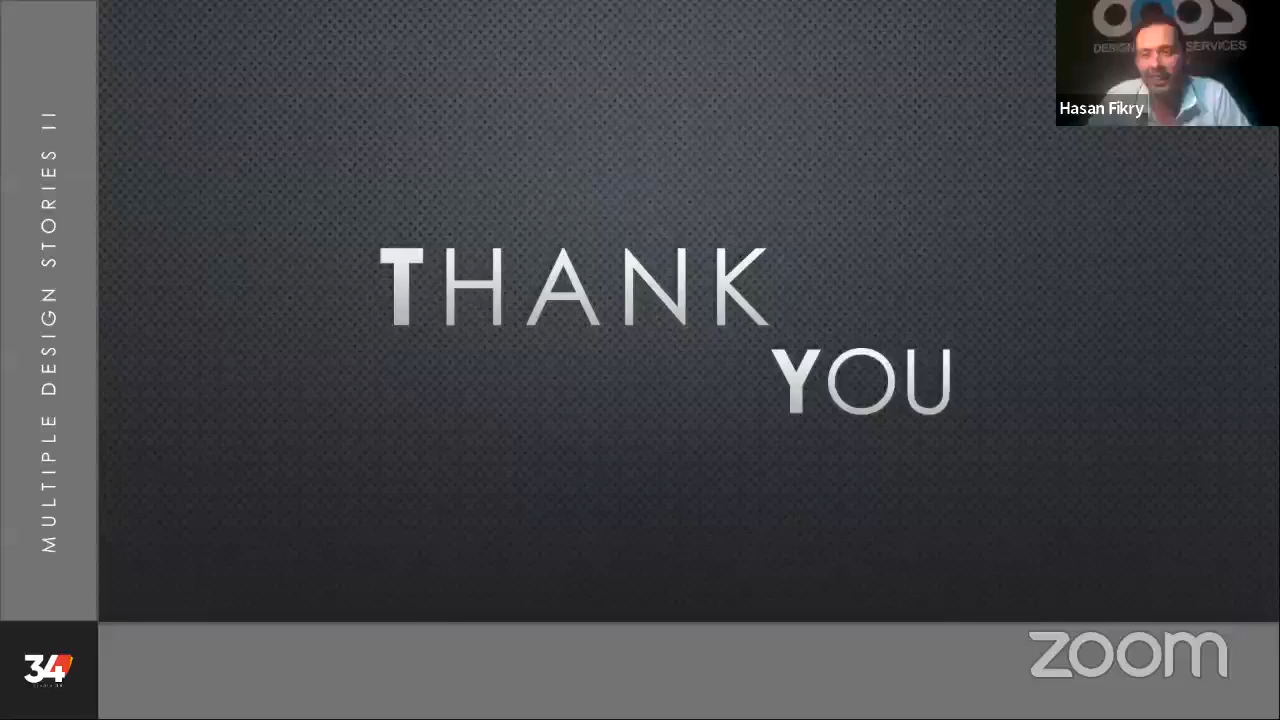 MULTIPLE DESIGN STORIES II
THANK
YOU
DESIGN SERVICES
Hasan Fikry
34
zoom